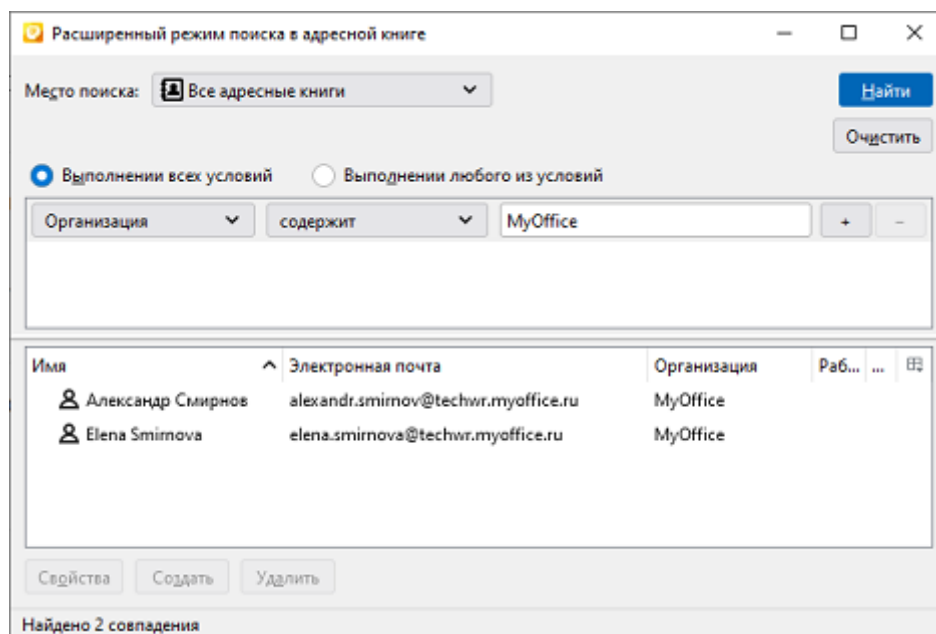 Расширенный режим поиска в адресной книге
Место поиска: Все адресные книги Найти
Очистить
Выполнении всех условий Выполнении любого из условий
Организация содержит MyOffice + −
Имя Электронная почта Организация Раб... ...
Александр Смирнов alexandr.smirnov@techwr.myoffice.ru MyOffice
Elena Smirnova elena.smirnova@techwr.myoffice.ru MyOffice
Свойства Создать Удалить
Найдено 2 совпадения